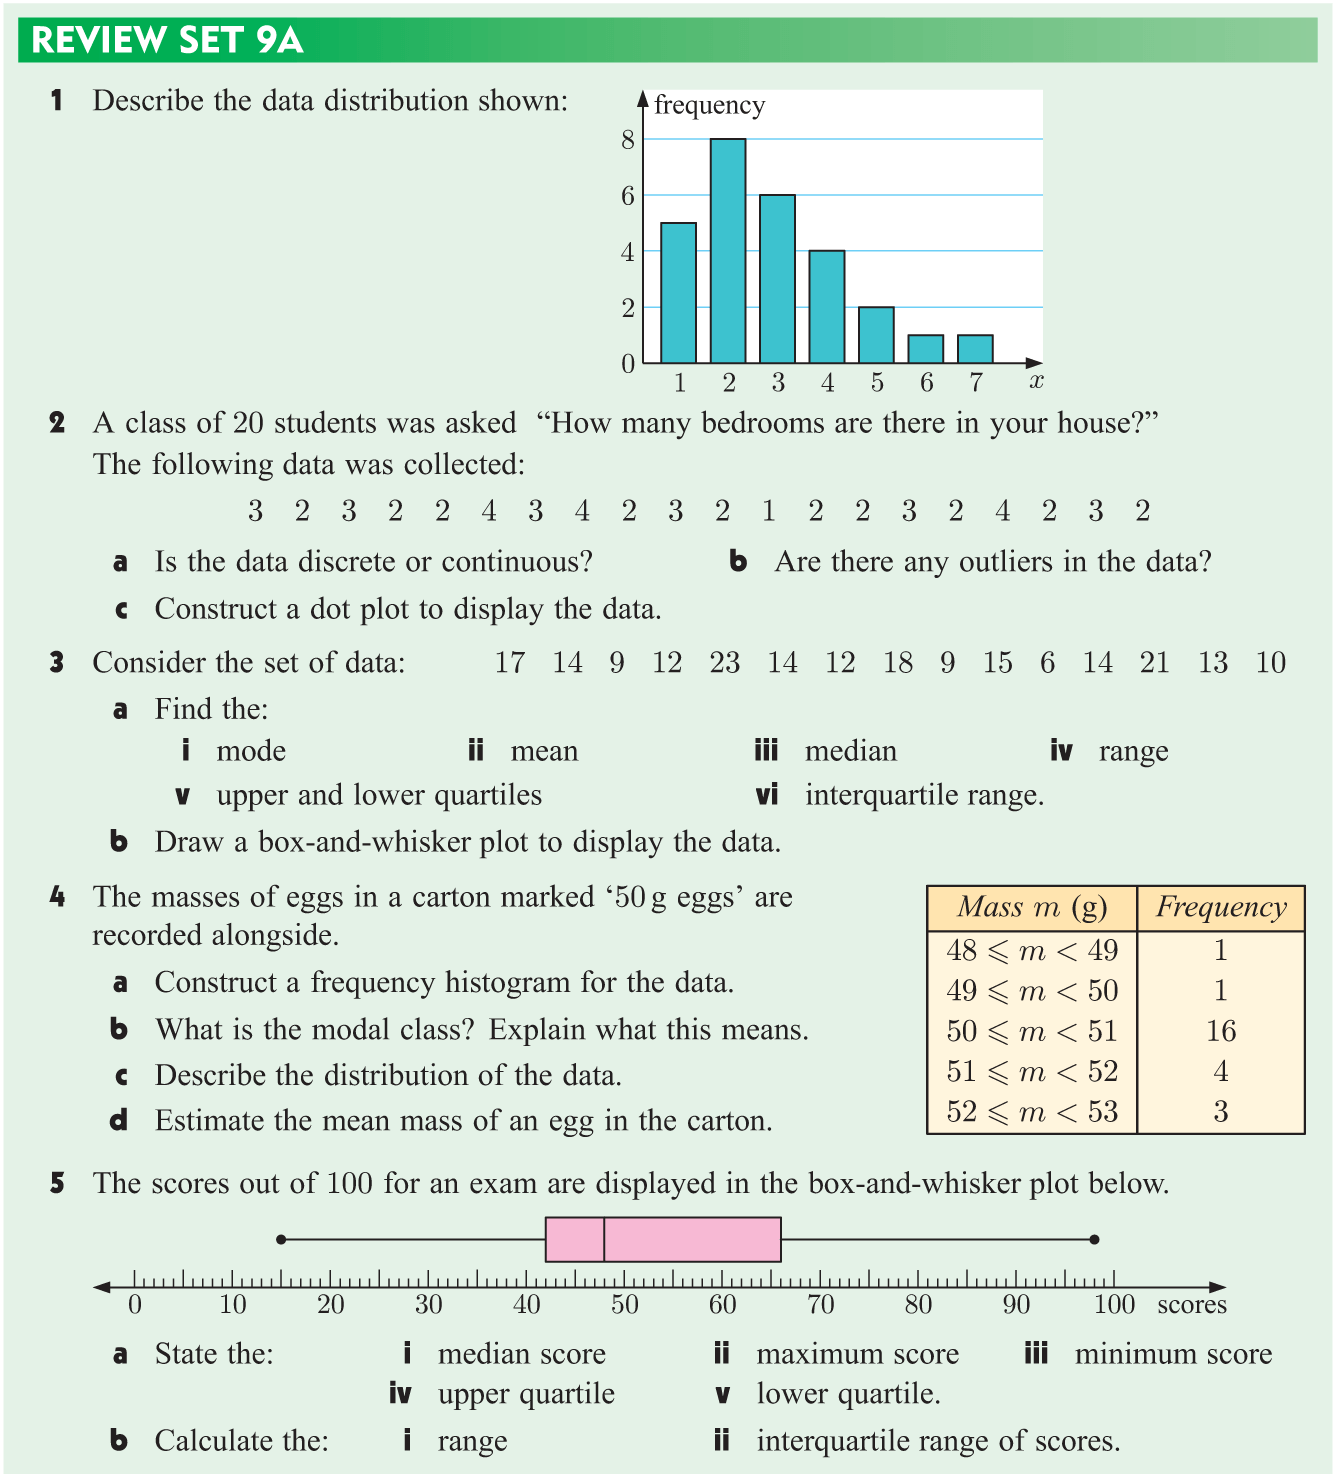 REVIEW SET 9A
1 Describe the data distribution shown:
frequency
8
6
4
2
0
1 2 3 4 5 6 7 x
2 A class of 20 students was asked “How many bedrooms are there in your house?”
The following data was collected:
3 2 3 2 2 4 3 4 2 3 2 1 2 2 3 2 4 2 3 2
a Is the data discrete or continuous? b Are there any outliers in the data?
c Construct a dot plot to display the data.
3 Consider the set of data: 17 14 9 12 23 14 12 18 9 15 6 14 21 13 10
a Find the:
i mode ii mean iii median iv range
v upper and lower quartiles vi interquartile range.
b Draw a box-and-whisker plot to display the data.
4 The masses of eggs in a carton marked ‘50 g eggs’ are
recorded alongside.
a Construct a frequency histogram for the data.
b What is the modal class? Explain what this means.
c Describe the distribution of the data.
d Estimate the mean mass of an egg in the carton.
Mass m (g) Frequency
48 ⩽ m < 49 1
49 ⩽ m < 50 1
50 ⩽ m < 51 16
51 ⩽ m < 52 4
52 ⩽ m < 53 3
5 The scores out of 100 for an exam are displayed in the box-and-whisker plot below.
0 10 20 30 40 50 60 70 80 90 100 scores
a State the: i median score ii maximum score iii minimum score
iv upper quartile v lower quartile.
b Calculate the: i range ii interquartile range of scores.